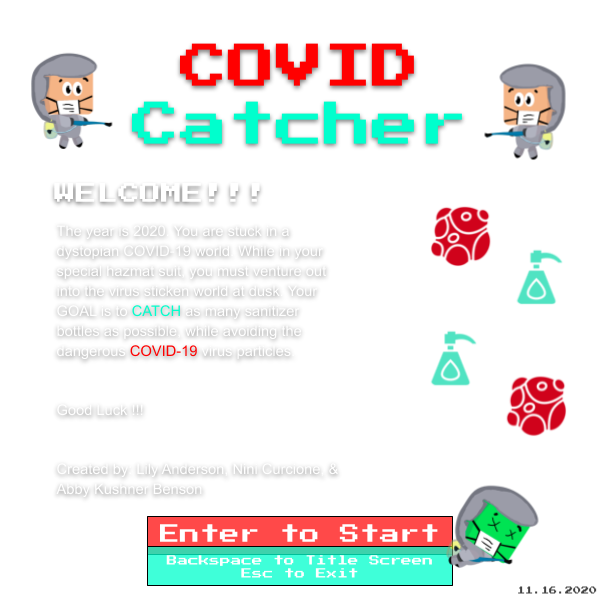 COVID
Catcher
WELCOME!!!
The year is 2020. You are stuck in a
dystopian COVID-19 world. While in your
special hazmat suit, you must venture out
into the virus sticken world at dusk. Your
GOAL is to CATCH as many sanitizer
bottles as possible, while avoiding the
dangerous COVID-19 virus particles.
Good Luck !!!
Created by: Lily Anderson, Nini Curcione, &
Abby Kushner Benson
Enter to Start
Backspace to Title Screen
Esc to Exit
11.16.2020